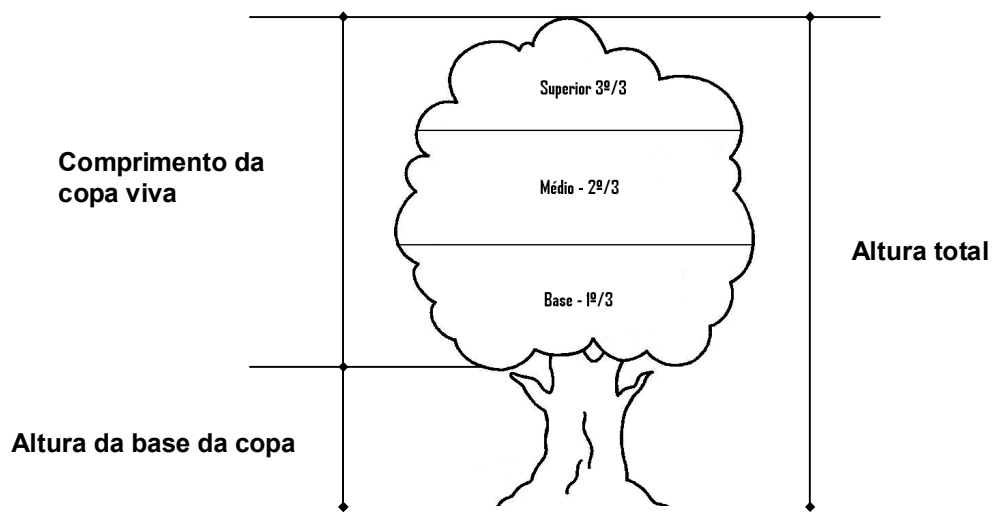 Superior 3º/3
Comprimento da
copa viva
Médio - 2º/3
Altura total
Base - 1º/3
Altura da base da copa